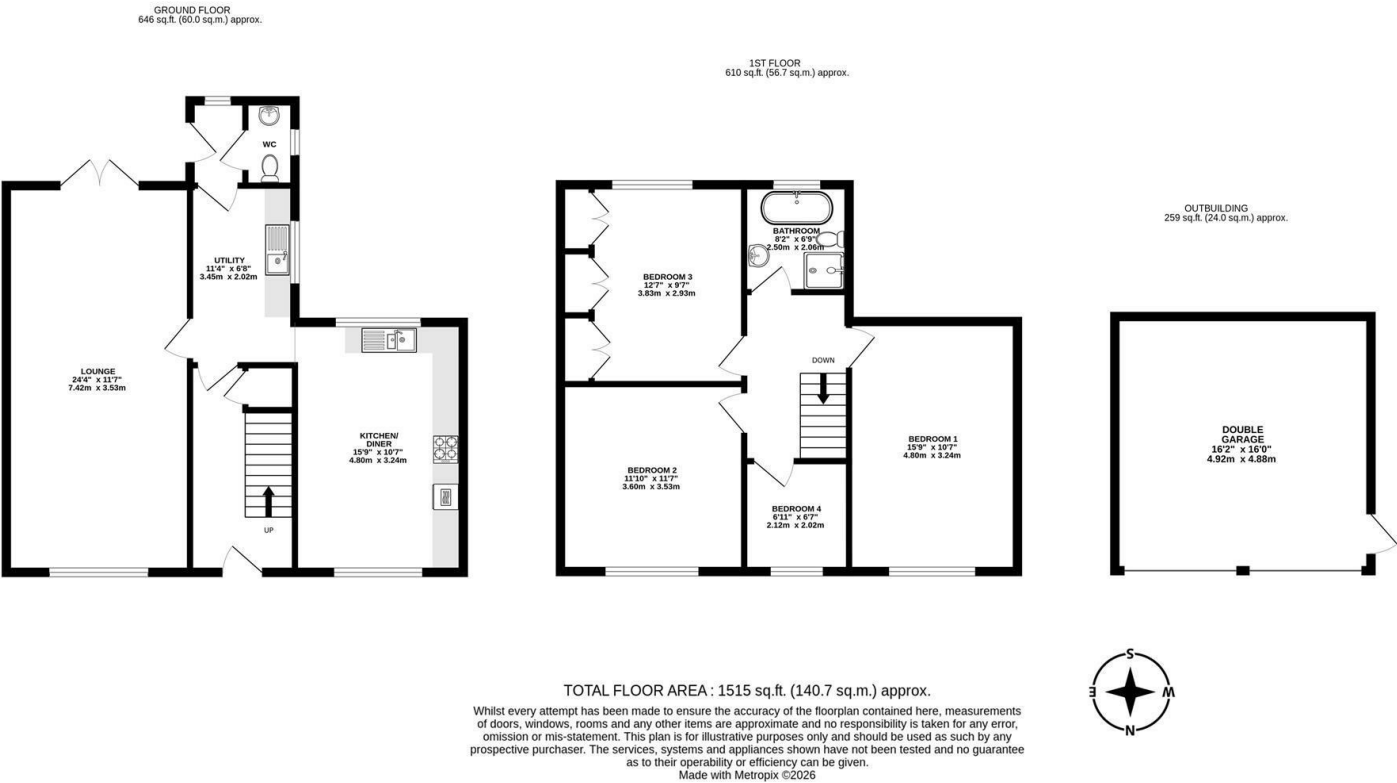 GROUND FLOOR
646 sq.ft. (60.0 sq.m.) approx.
WC
UTILITY
11'4" x 6'8"
3.45m x 2.02m
LOUNGE
24'4" x 11'7"
7.42m x 3.53m
KITCHEN/
DINER
15'9" x 10'7"
4.80m x 3.24m
UP
1ST FLOOR
610 sq.ft. (56.7 sq.m.) approx.
BATHROOM
8'2" x 6'9"
2.50m x 2.06m
BEDROOM 3
12'7" x 9'7"
3.83m x 2.93m
DOWN
BEDROOM 1
15'9" x 10'7"
4.80m x 3.24m
BEDROOM 2
11'10" x 11'7"
3.60m x 3.53m
BEDROOM 4
6'11" x 6'7"
2.12m x 2.02m
OUTBUILDING
259 sq.ft. (24.0 sq.m.) approx.
DOUBLE
GARAGE
16'2" x 16'0"
4.92m x 4.88m
S
E W
N
TOTAL FLOOR AREA : 1515 sq.ft. (140.7 sq.m.) approx.
Whilst every attempt has been made to ensure the accuracy of the floorplan contained here, measurements
of doors, windows, rooms and any other items are approximate and no responsibility is taken for any error,
omission or mis-statement. This plan is for illustrative purposes only and should be used as such by any
prospective purchaser. The services, systems and appliances shown have not been tested and no guarantee
as to their operability or efficiency can be given.
Made with Metropix ©2026